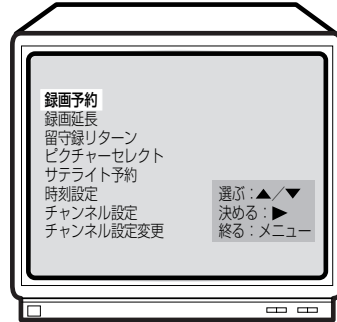 録画予約
録画延長
留守録リターン
ピクチャーセレクト
サテライト予約
時刻設定
チャンネル設定
チャンネル設定変更
選ぶ:▲／▼
決める:▶
終る:メニュー